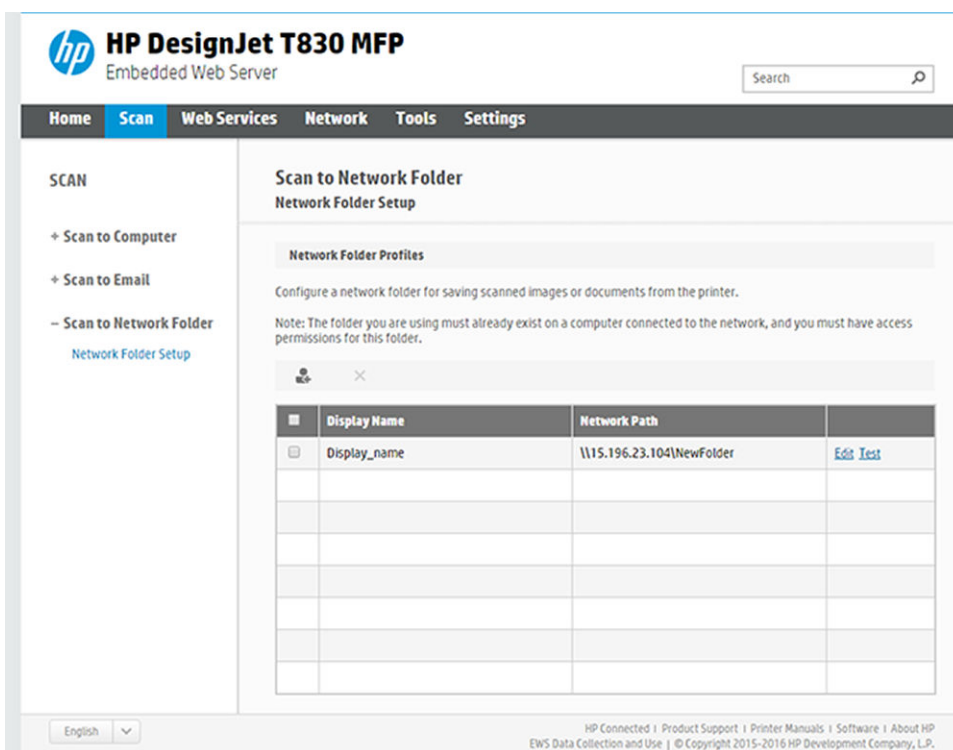 hp HP DesignJet T830 MFP
Embedded Web Server
Search
Home Scan Web Services Network Tools Settings
SCAN
+ Scan to Computer
+ Scan to Email
– Scan to Network Folder
Network Folder Setup
Scan to Network Folder
Network Folder Setup
Network Folder Profiles
Configure a network folder for saving scanned images or documents from the printer.
Note: The folder you are using must already exist on a computer connected to the network, and you must have access
permissions for this folder.
Display Name Network Path
Display_name \\15.196.23.104\NewFolder Edit Test
English
HP Connected | Product Support | Printer Manuals | Software | About HP
EWS Data Collection and Use | © Copyright 2015-2016 HP Development Company, L.P.